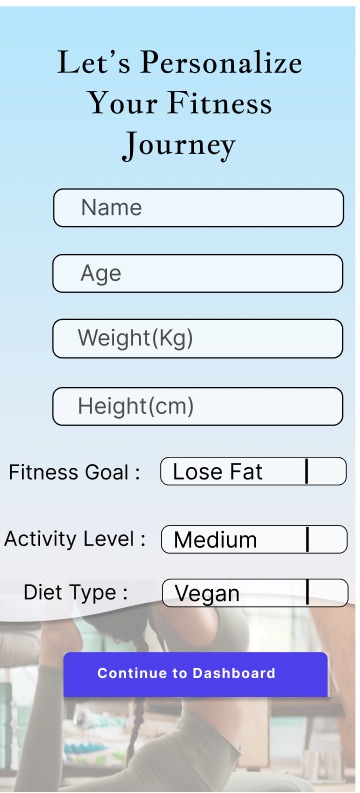 Let's Personalize
Your Fitness
Journey
Name
Age
Weight(Kg)
Height(cm)
Fitness Goal : Lose Fat
Activity Level : Medium
Diet Type : Vegan
Continue to Dashboard